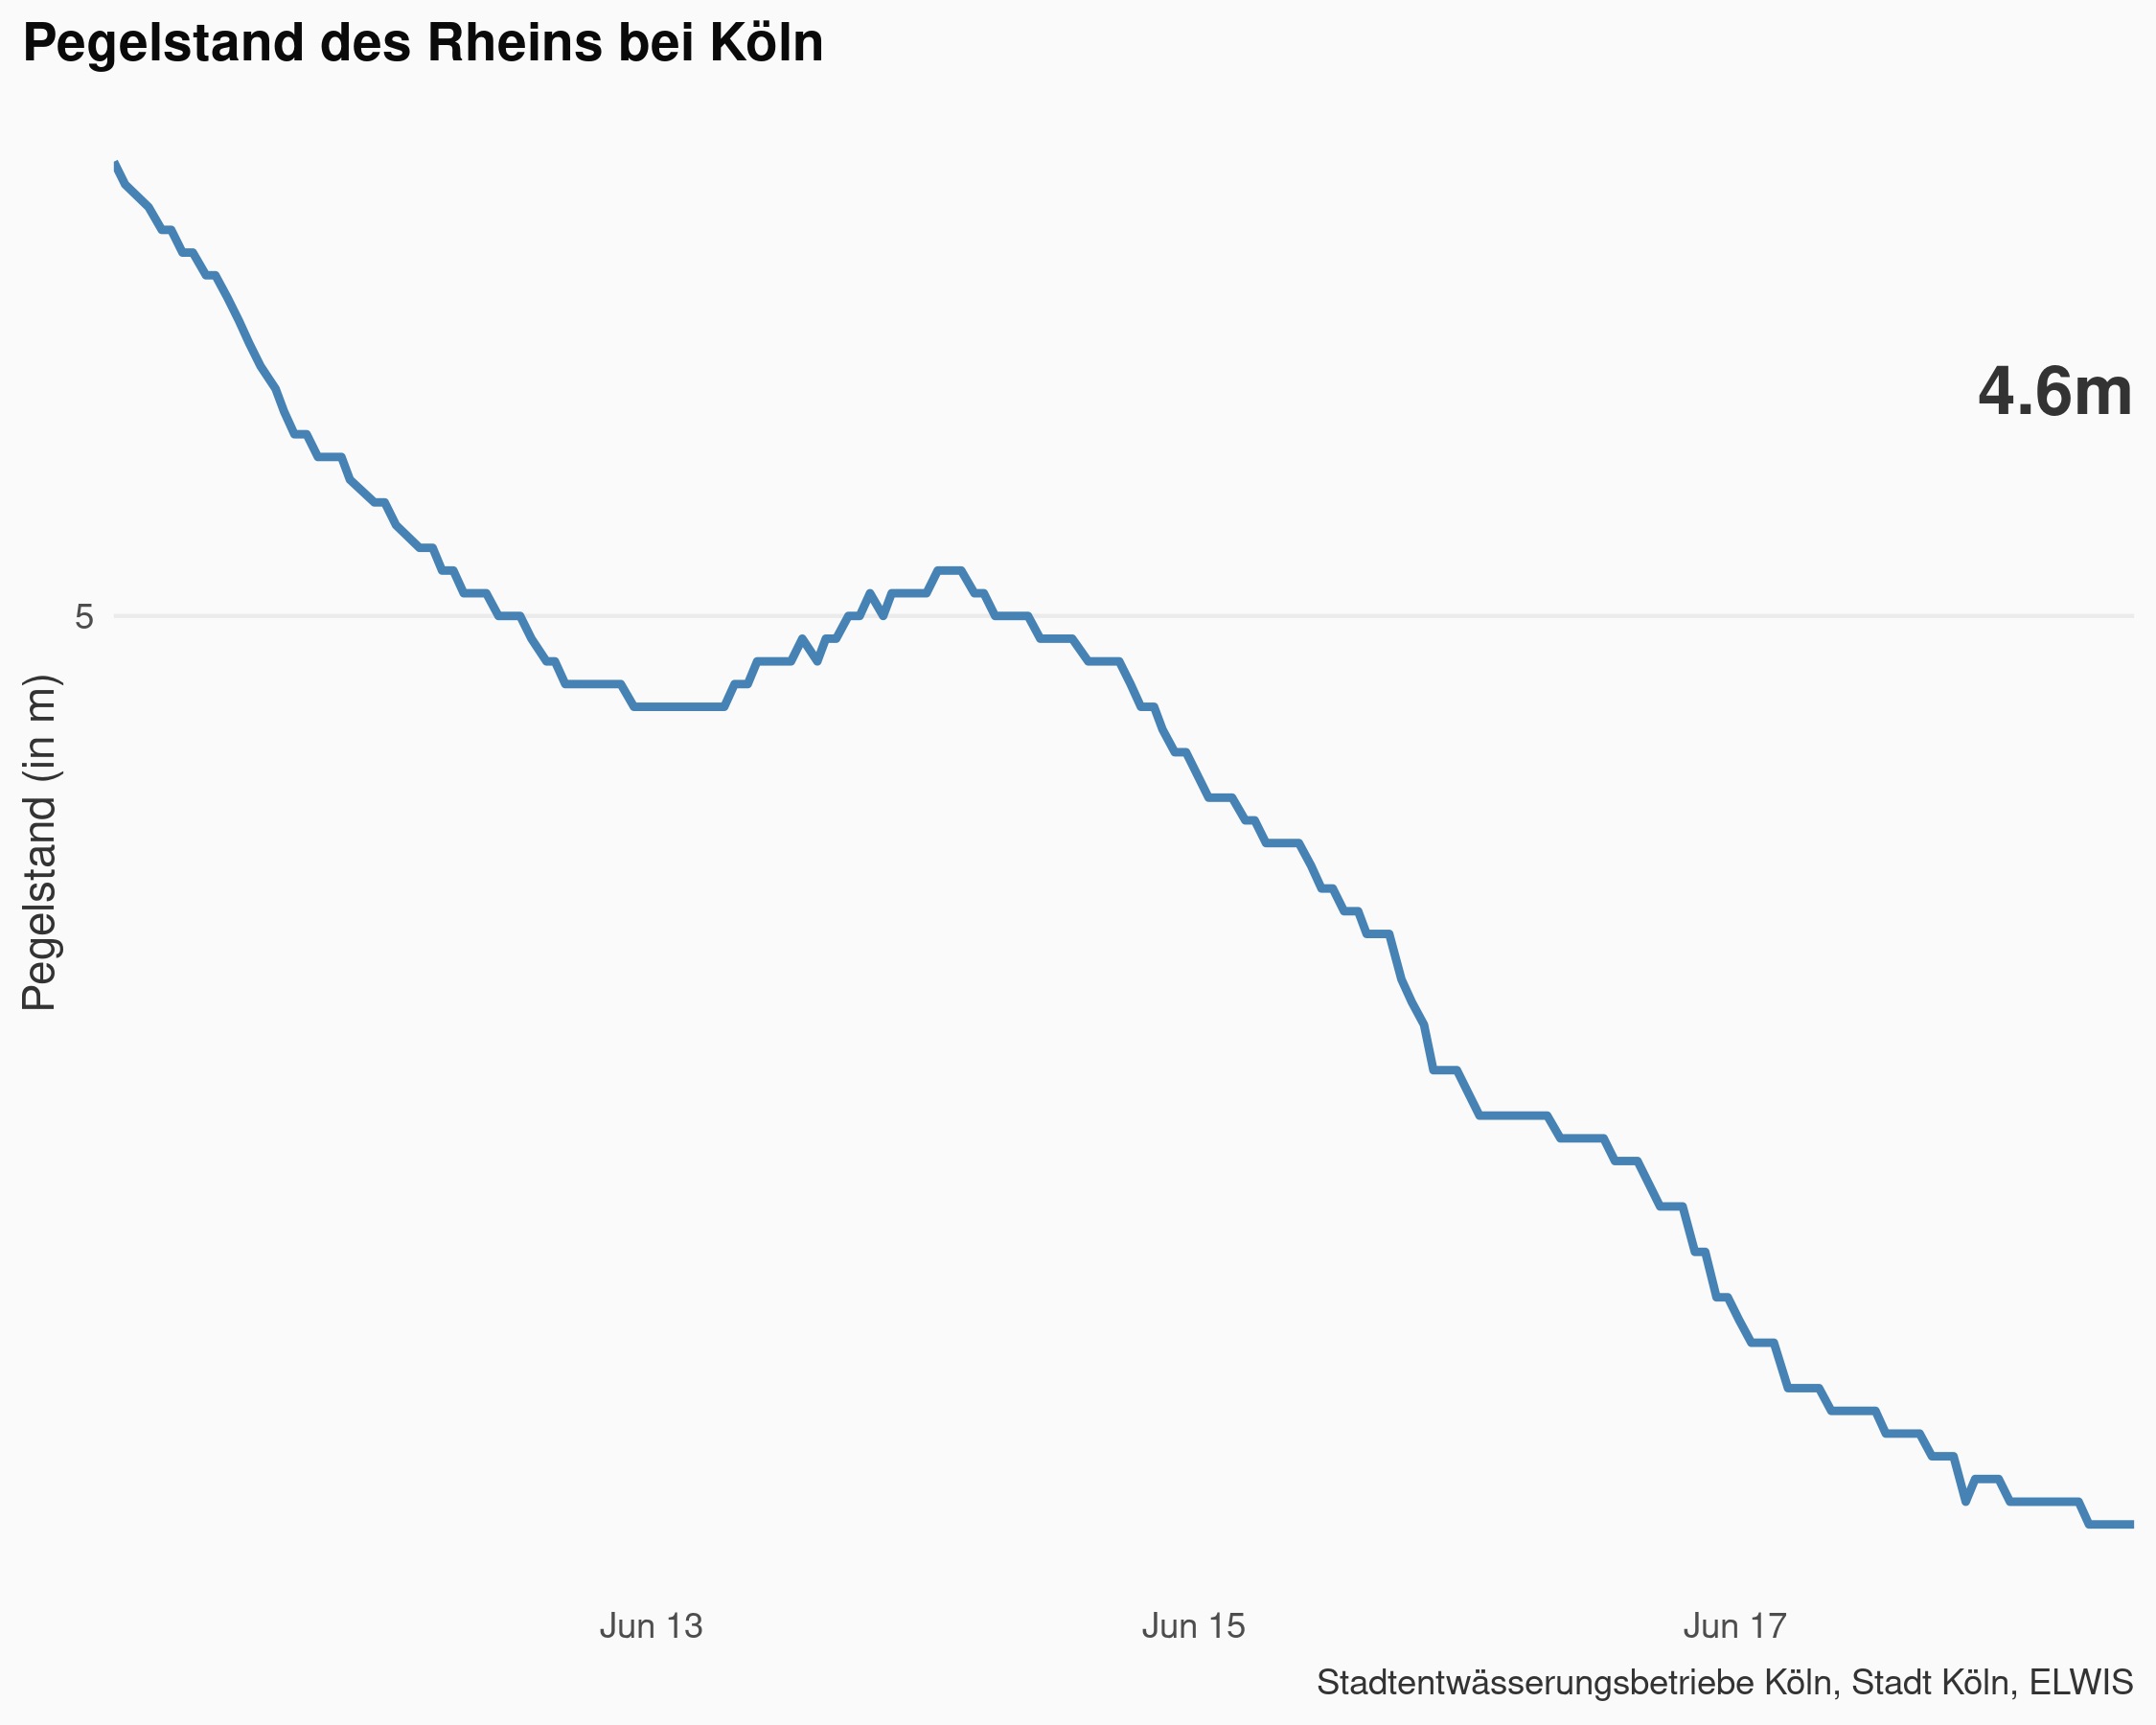 Pegelstand des Rheins bei Köln
4.6m
5
Pegelstand (in m)
Jun 13
Jun 15
Jun 17
Stadtentwässerungsbetriebe Köln, Stadt Köln, ELWIS